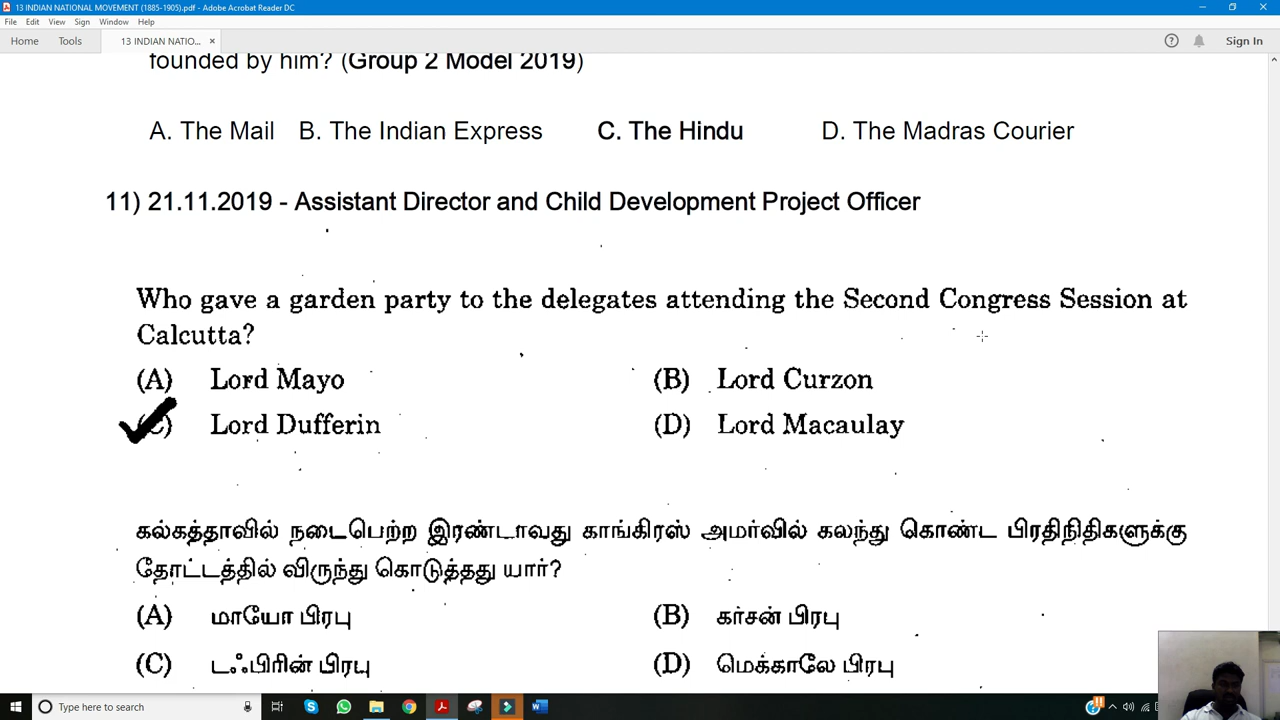 13 INDIAN NATIONAL MOVEMENT (1885-1905).pdf - Adobe Acrobat Reader DC
File Edit View Sign Window Help
Home Tools 13 INDIAN NATIO... × Sign In
founded by him? (Group 2 Model 2019)
A. The Mail B. The Indian Express C. The Hindu D. The Madras Courier
11) 21.11.2019 - Assistant Director and Child Development Project Officer
Who gave a garden party to the delegates attending the Second Congress Session at
Calcutta?
(A) Lord Mayo (B) Lord Curzon
(C) Lord Dufferin (D) Lord Macaulay
கல்கத்தாவில் நடைபெற்ற இரண்டாவது காங்கிரஸ் அமர்வில் கலந்து கொண்ட பிரதிநிதிகளுக்கு
தோட்டத்தில் விருந்து கொடுத்தது யார்?
(A) மாயோ பிரபு (B) கர்சன் பிரபு
(C) டஃபிரின் பிரபு (D) மெக்காலே பிரபு
Type here to search